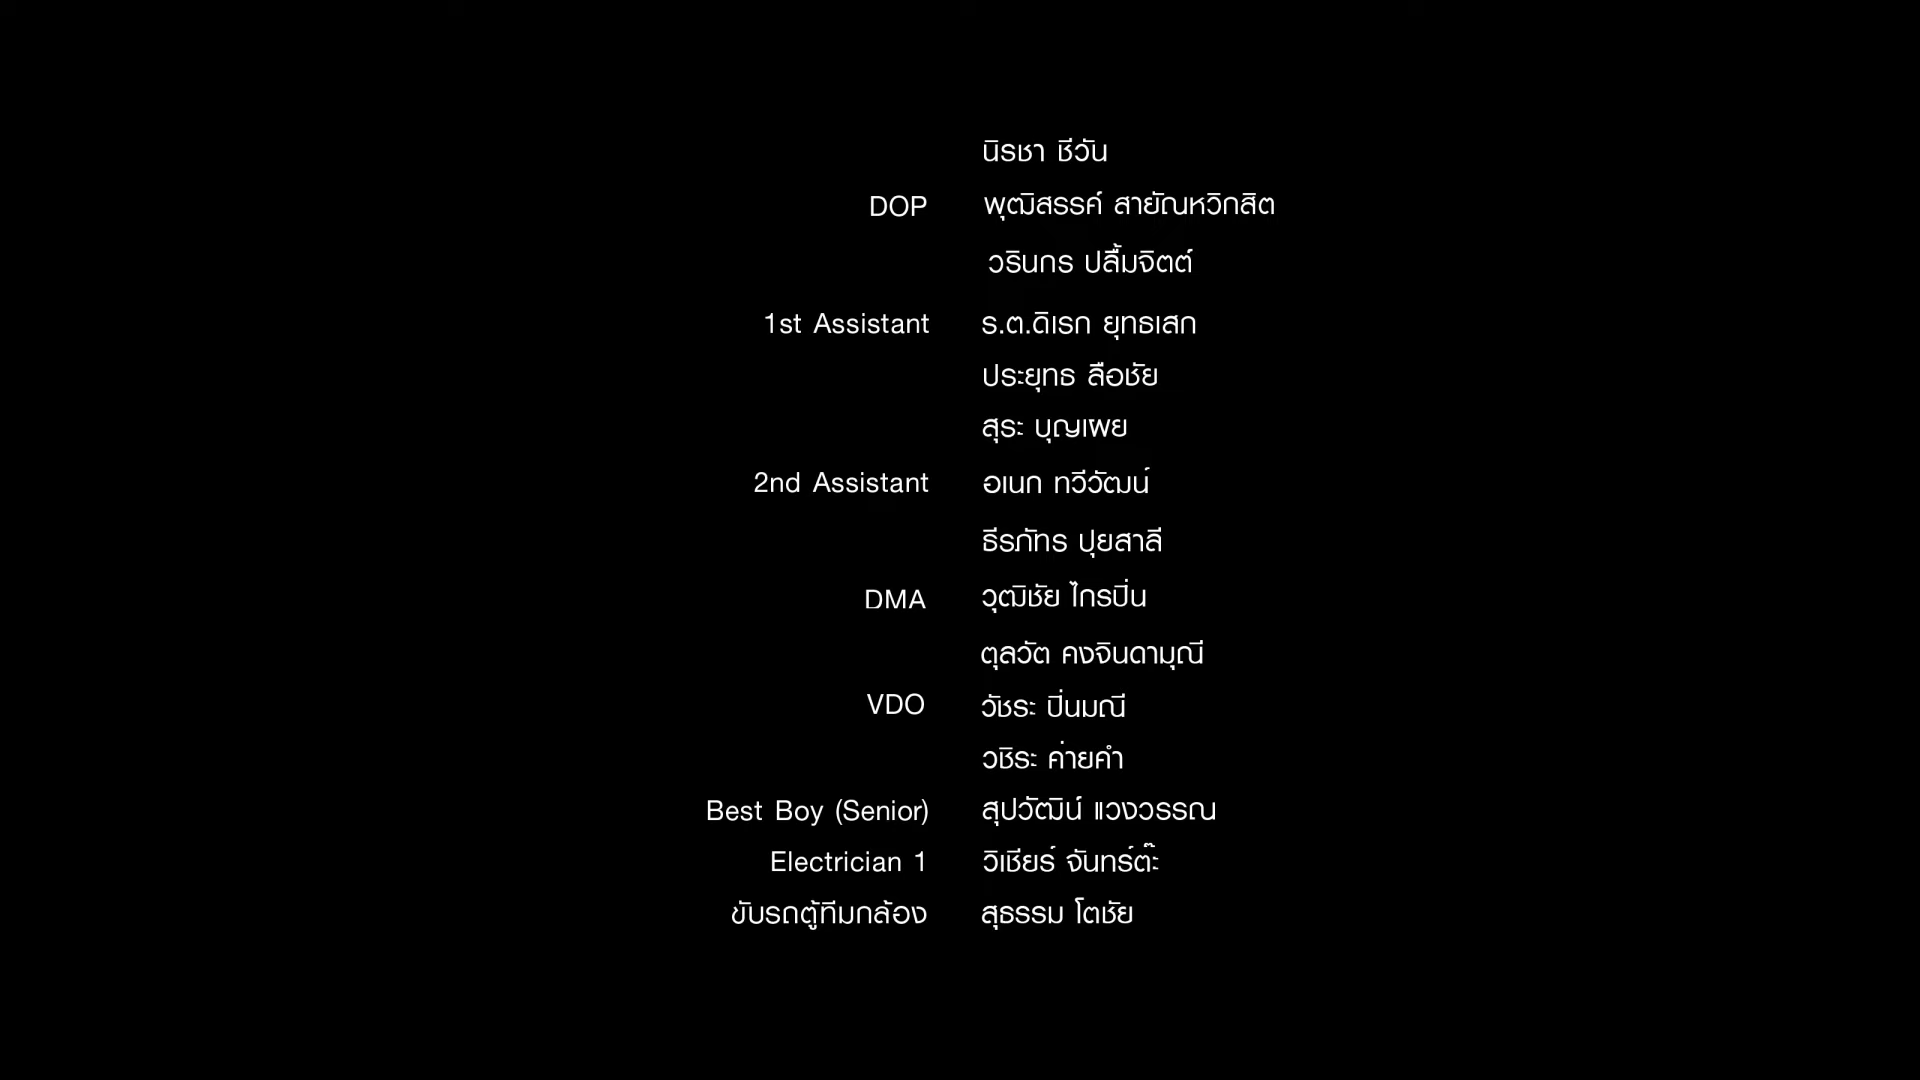 นิรชา ชีวัน
DOP พุฒิสรรค์ สายัณหวิกสิต
วรินกร ปลื้มจิตต์
1st Assistant ร.ต.ดิเรก ยุทธเสก
ประยุทธ ลือชัย
สุระ บุญเผย
2nd Assistant อเนก ทวีวัฒน์
ธีรภัทร ปุยสาลี
DMA วุฒิชัย ไกรปิ่น
ตุลวัต คงจินดามุณี
VDO วัชระ ปิ่นมณี
วชิระ ค่ายคำ
Best Boy (Senior) สุปวัฒิน์ แวงวรรณ
Electrician 1 วิเชียร์ จันทร์ต๊ะ
ขับรถตู้ทีมกล้อง สุธรรม โตชัย